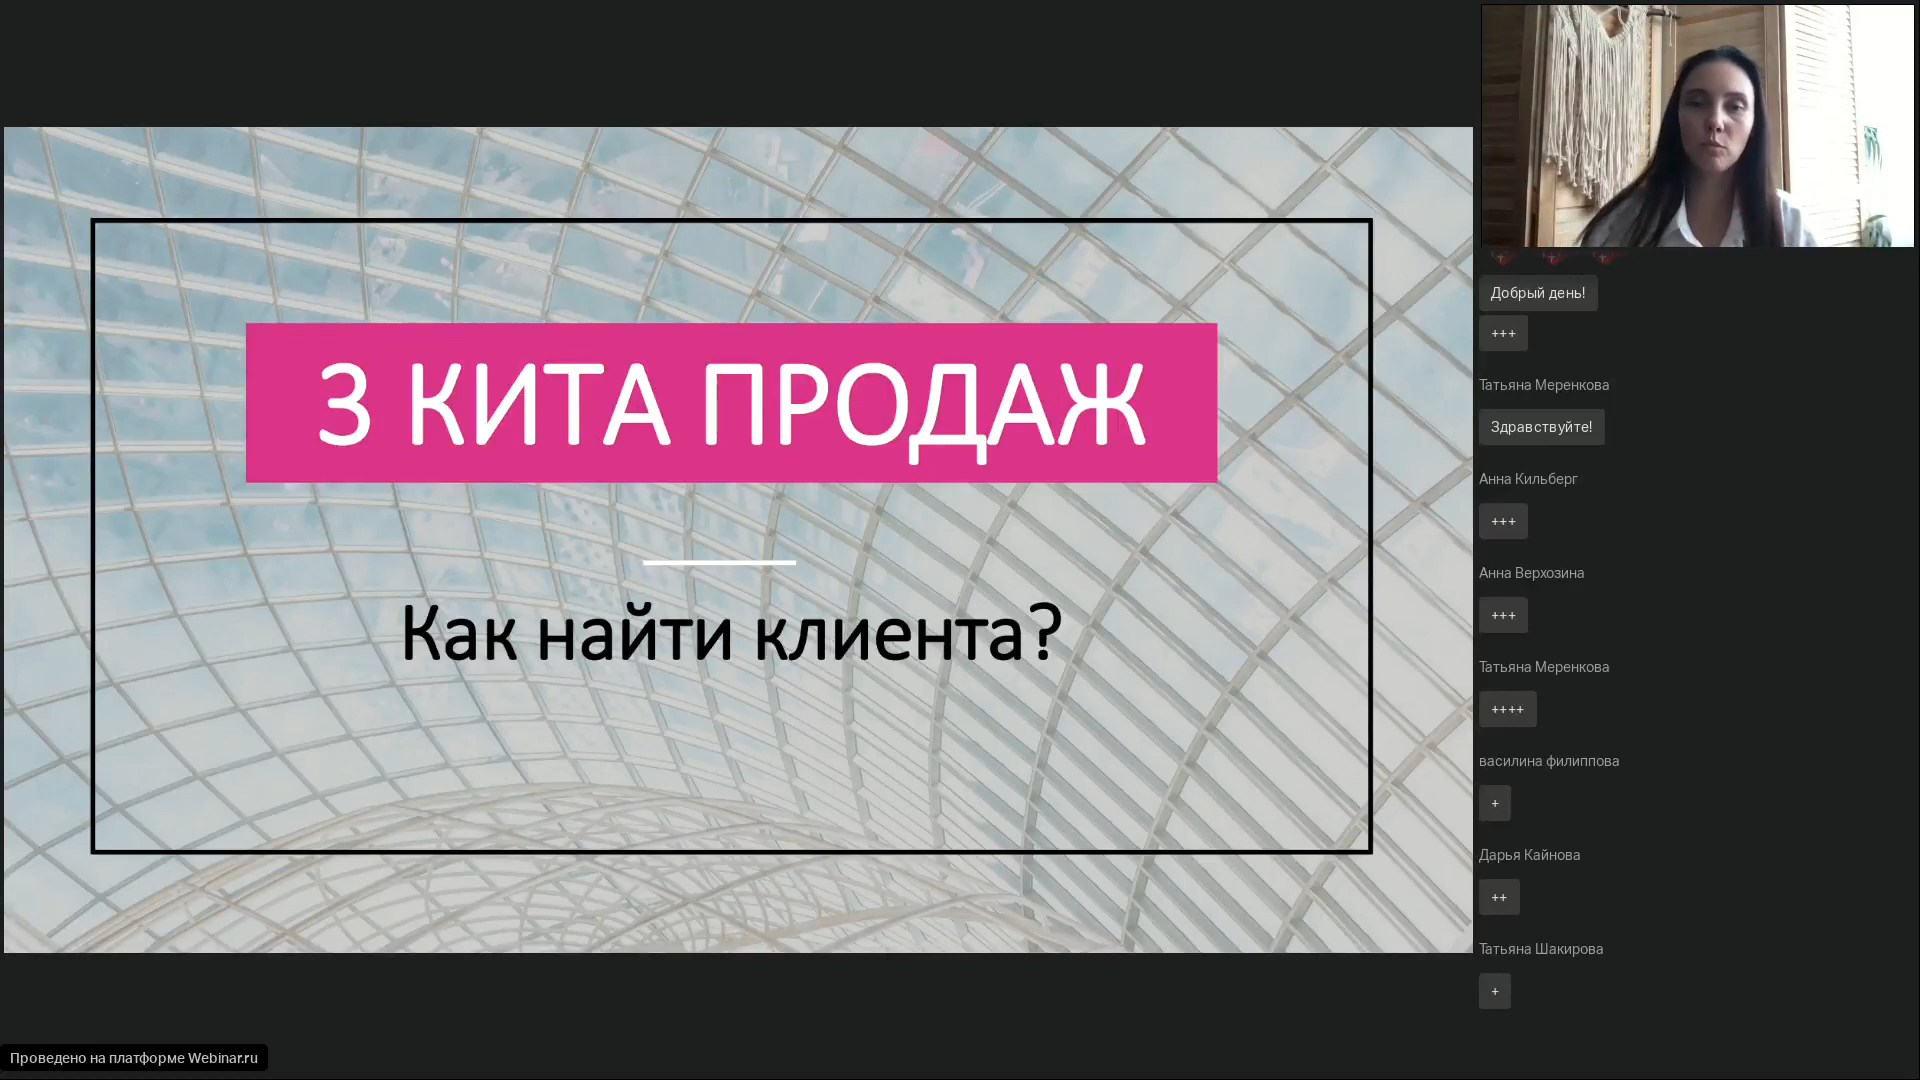 3 КИТА ПРОДАЖ
Как найти клиента?
Добрый день!
+++
Татьяна Меренкова
Здравствуйте!
Анна Кильберг
+++
Анна Верхозина
+++
Татьяна Меренкова
++++
василина филиппова
+
Дарья Кайнова
++
Татьяна Шакирова
+
Проведено на платформе Webinar.ru